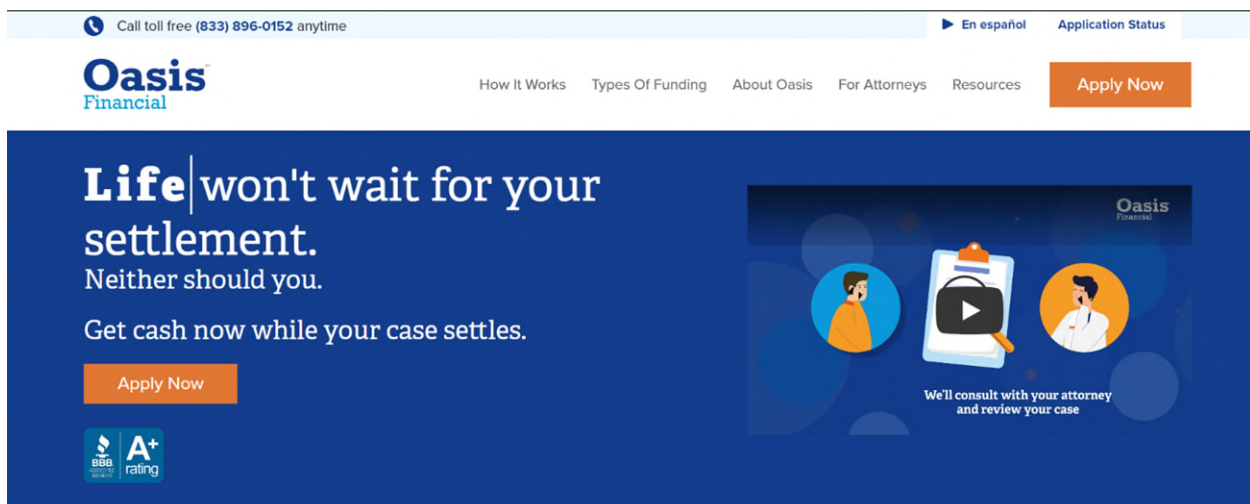 Call toll free (833) 896-0152 anytime
En español
Application Status
Oasis
Financial
How It Works
Types Of Funding
About Oasis
For Attorneys
Resources
Apply Now
Life won't wait for your
settlement.
Neither should you.
Get cash now while your case settles.
Apply Now
BBB
A+
rating
Oasis
Financial
We'll consult with your attorney
and review your case